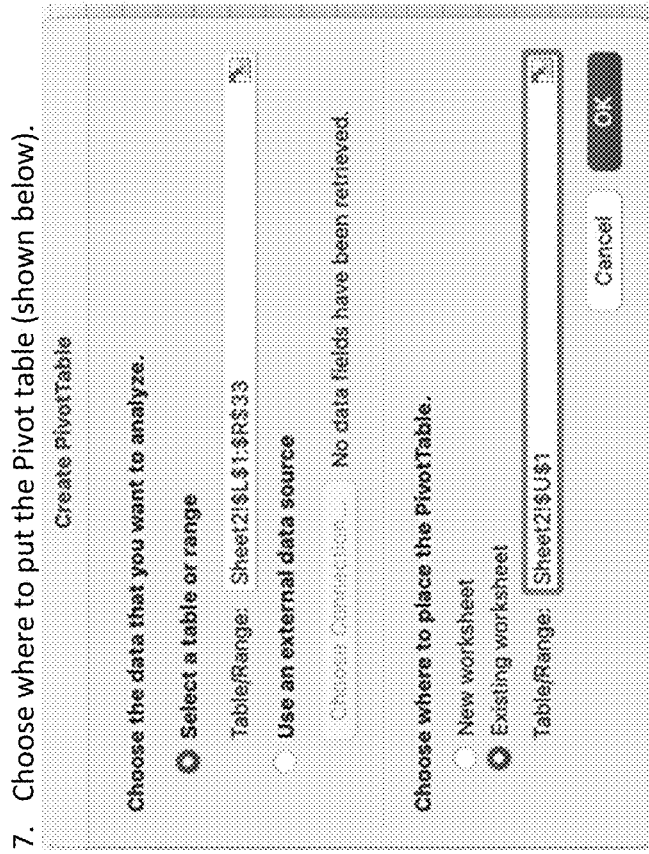 7. Choose where to put the Pivot table (shown below).
Create PivotTable
Choose the data that you want to analyze.
Select a table or range
Table/Range: Sheet2!$L$1:$R$33
Use an external data source
Choose Connection... No data fields have been retrieved.
Choose where to place the PivotTable.
New worksheet
Existing worksheet
Table/Range: Sheet2!$U$1
Cancel OK